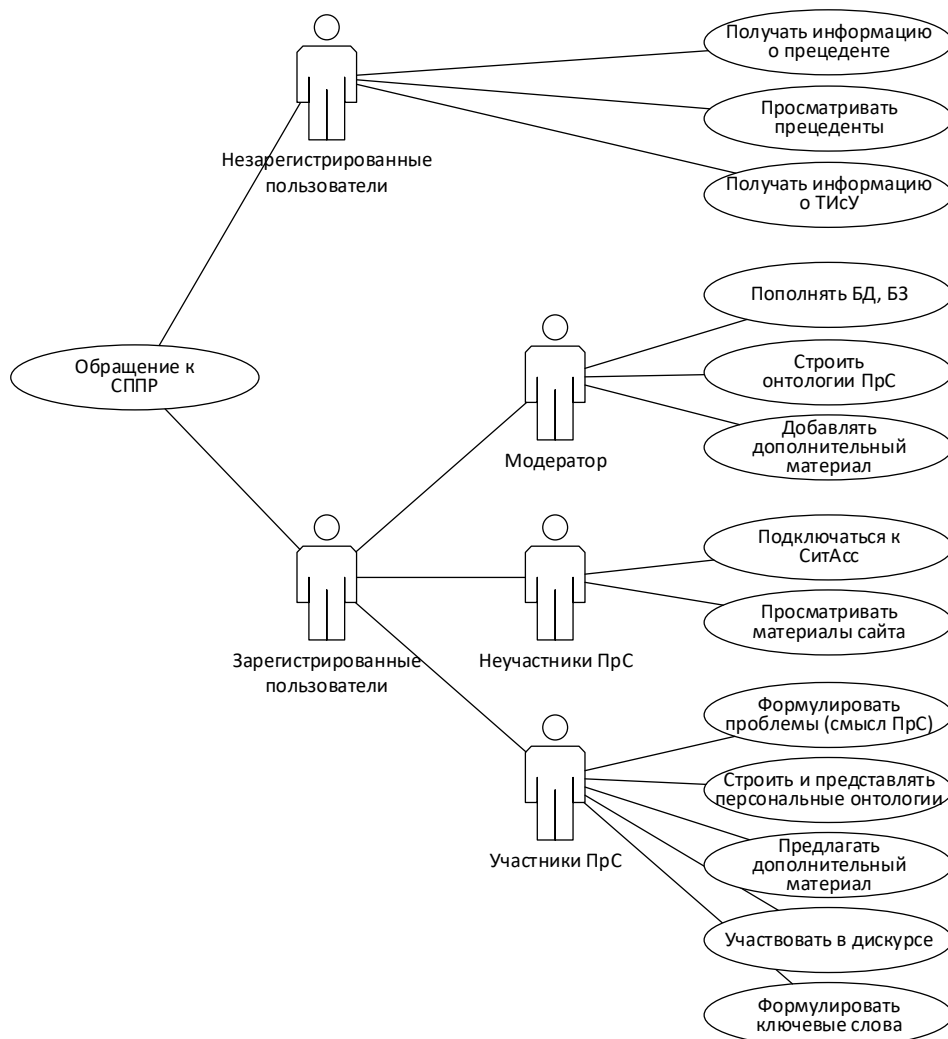 Получать информацию
о прецеденте
Просматривать
прецеденты
Незарегистрированные
пользователи
Получать информацию
о ТИсУ
Пополнять БД, БЗ
Обращение к
СППР
Строить
онтологии ПрС
Добавлять
дополнительный
материал
Модератор
Подключаться к
СитАсс
Просматривать
материалы сайта
Зарегистрированные
пользователи
Неучастники ПрС
Формулировать
проблемы (смысл ПрС)
Строить и представлять
персональные онтологии
Предлагать
дополнительный
материал
Участники ПрС
Участвовать в дискурсе
Формулировать
ключевые слова